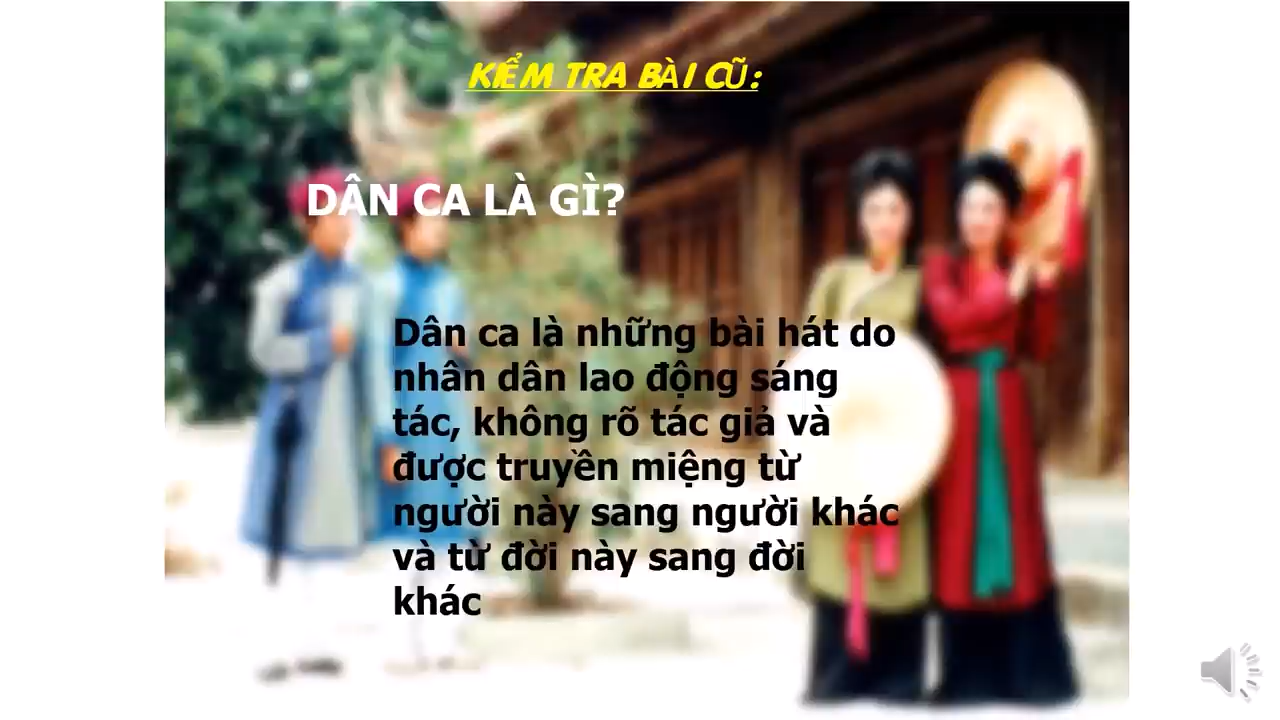 KIỂM TRA BÀI CŨ:
DÂN CA LÀ GÌ?
Dân ca là những bài hát do
nhân dân lao động sáng
tác, không rõ tác giả và
được truyền miệng từ
người này sang người khác
và từ đời này sang đời
khác